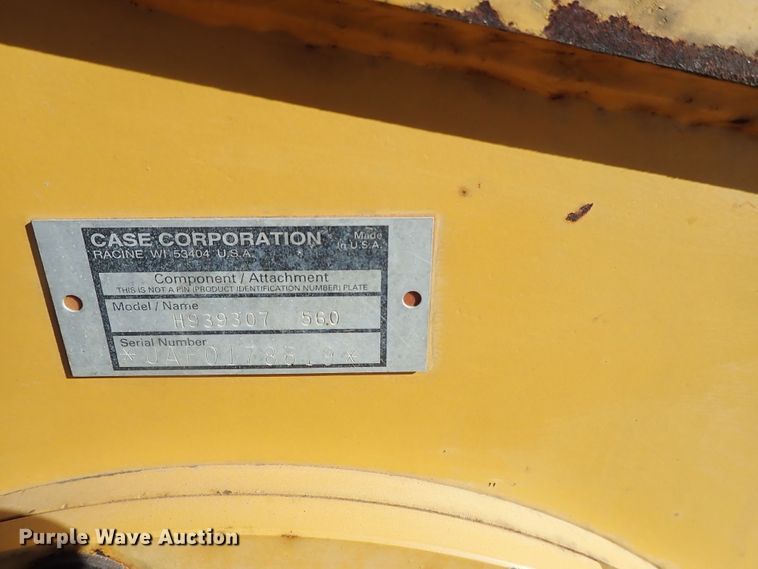 CASE CORPORATION
Made in U.S.A.
RACINE WI 53404 U.S.A.
Component / Attachment
THIS IS NOT A PIN (PRODUCT IDENTIFICATION NUMBER) PLATE
Model / Name
H939307 560
Serial Number
Purple Wave Auction